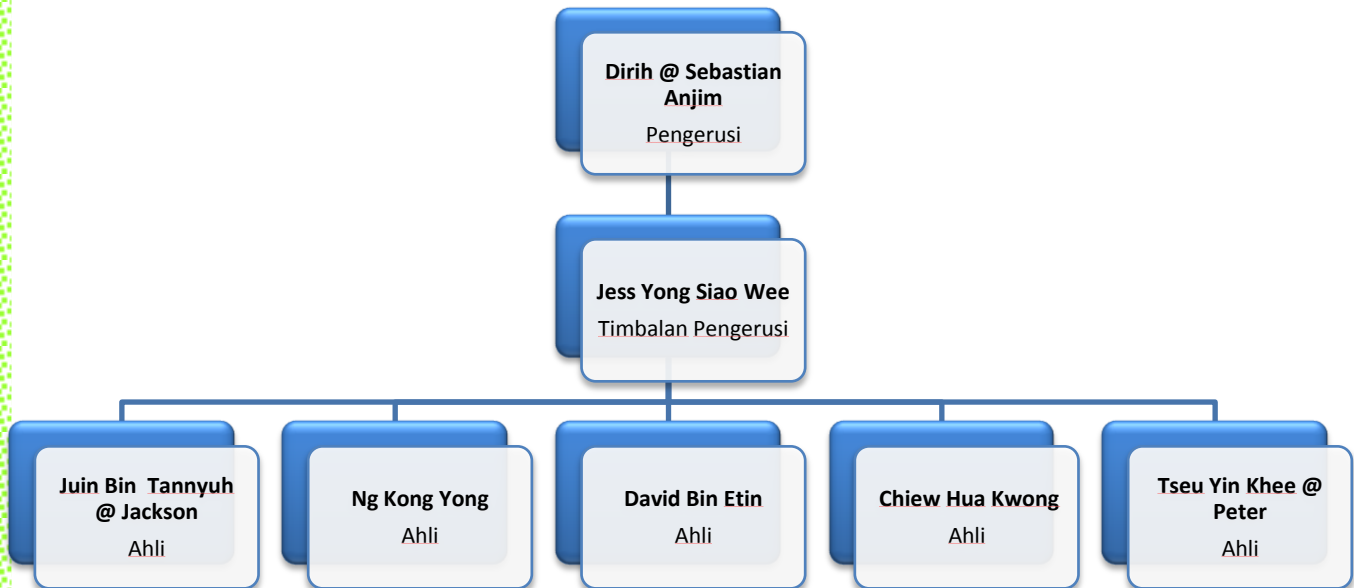 Dirih @ Sebastian
Anjim
Pengerusi
Jess Yong Siao Wee
Timbalan Pengerusi
Juin Bin Tannyuh
@ Jackson
Ahli
Ng Kong Yong
Ahli
David Bin Etin
Ahli
Chiew Hua Kwong
Ahli
Tseu Yin Khee @
Peter
Ahli